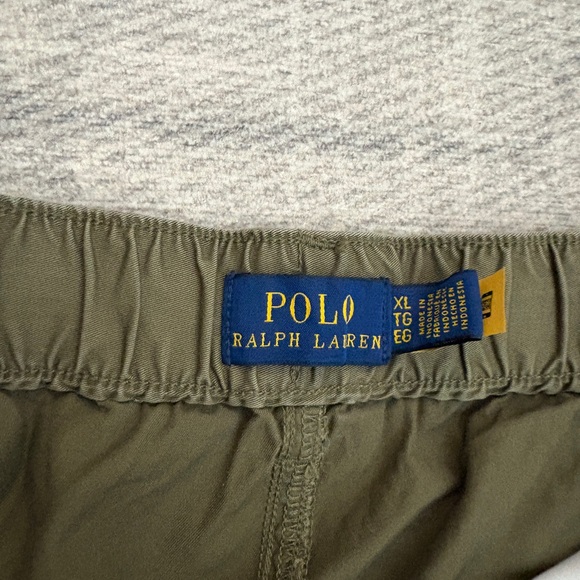 POLO
RALPH LAUREN
XL
TG
EG
MADE IN
INDONESIA
FABRIQUÉ EN
INDONESIE
HECHO EN
INDONESIA